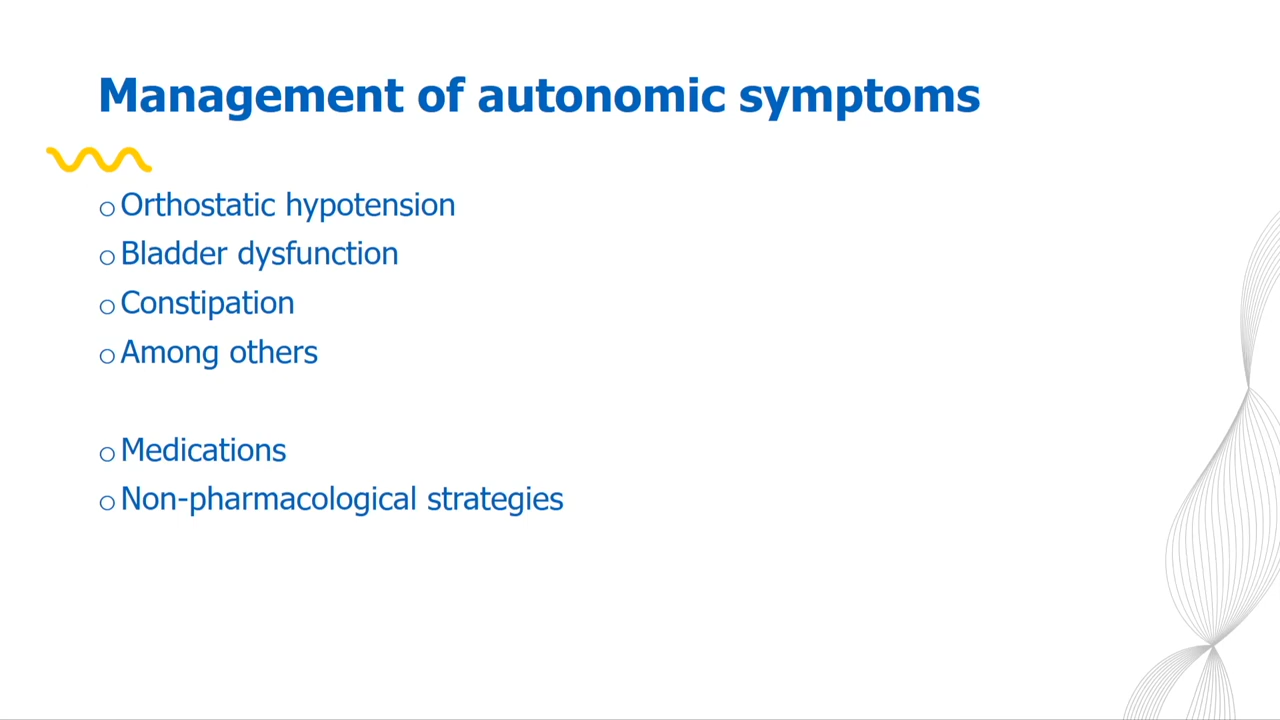 Management of autonomic symptoms
o Orthostatic hypotension
o Bladder dysfunction
o Constipation
o Among others
o Medications
o Non-pharmacological strategies